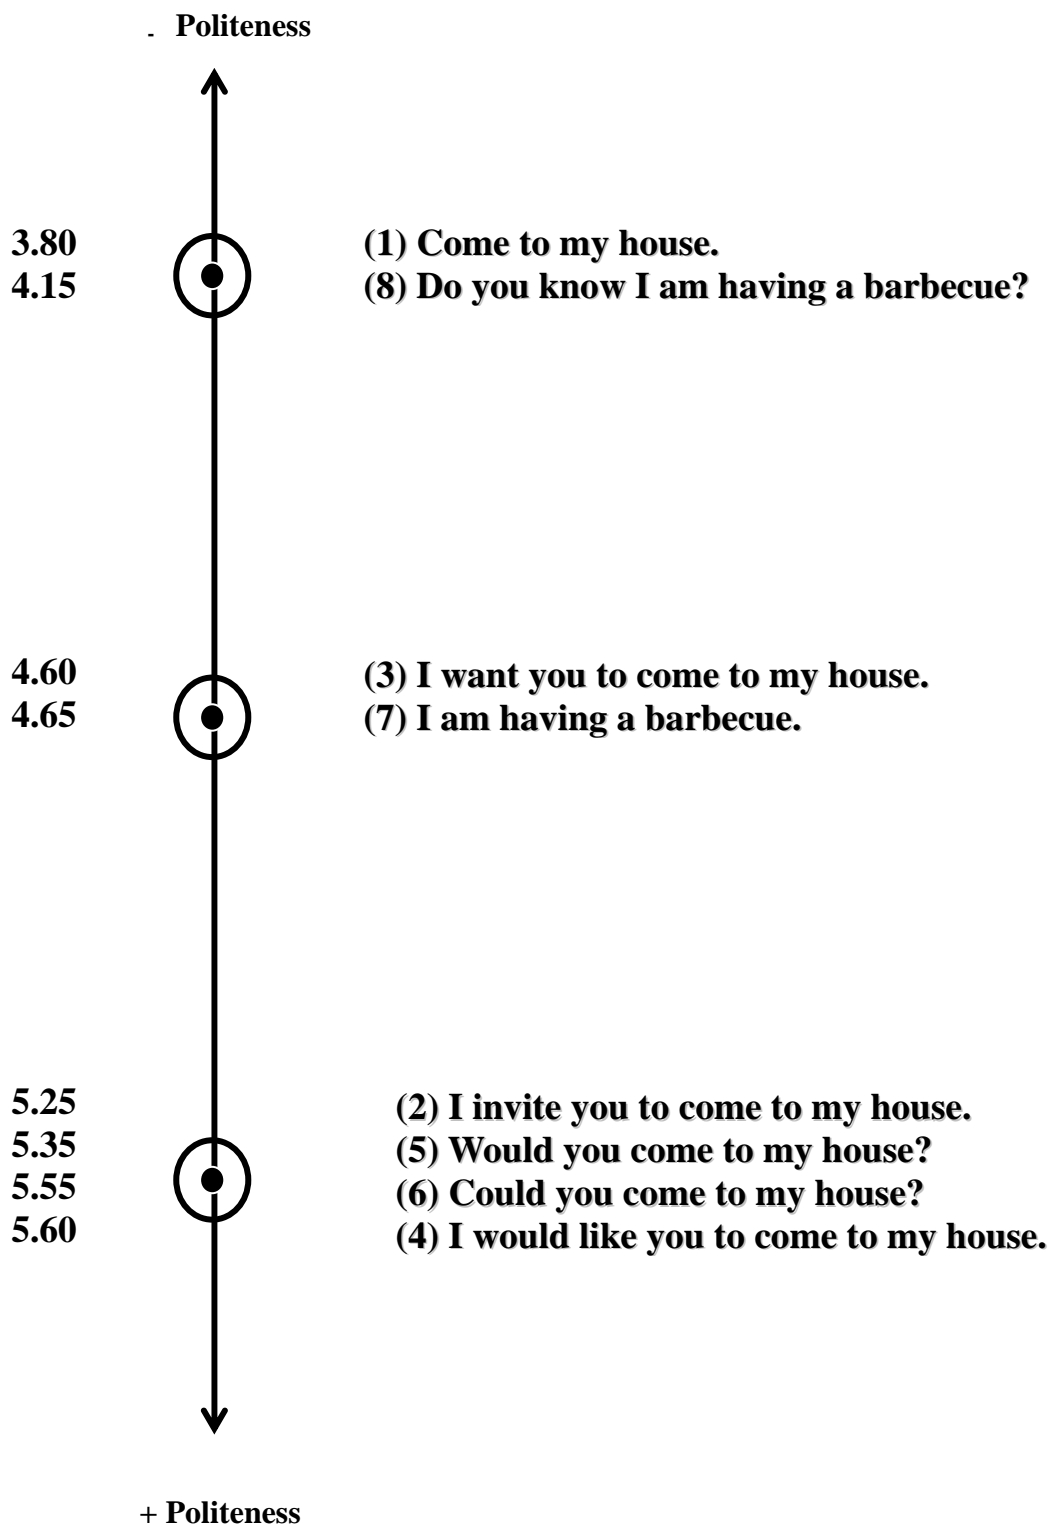 - Politeness
3.80 (1) Come to my house.
4.15 (8) Do you know I am having a barbecue?
4.60 (3) I want you to come to my house.
4.65 (7) I am having a barbecue.
5.25 (2) I invite you to come to my house.
5.35 (5) Would you come to my house?
5.55 (6) Could you come to my house?
5.60 (4) I would like you to come to my house.
+ Politeness